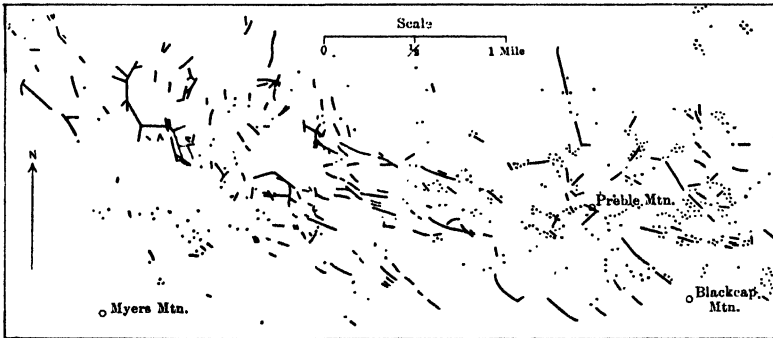 Scale
0 ½ 1 Mile
N
Preble Mtn.
Blackcap
Mtn.
Myers Mtn.